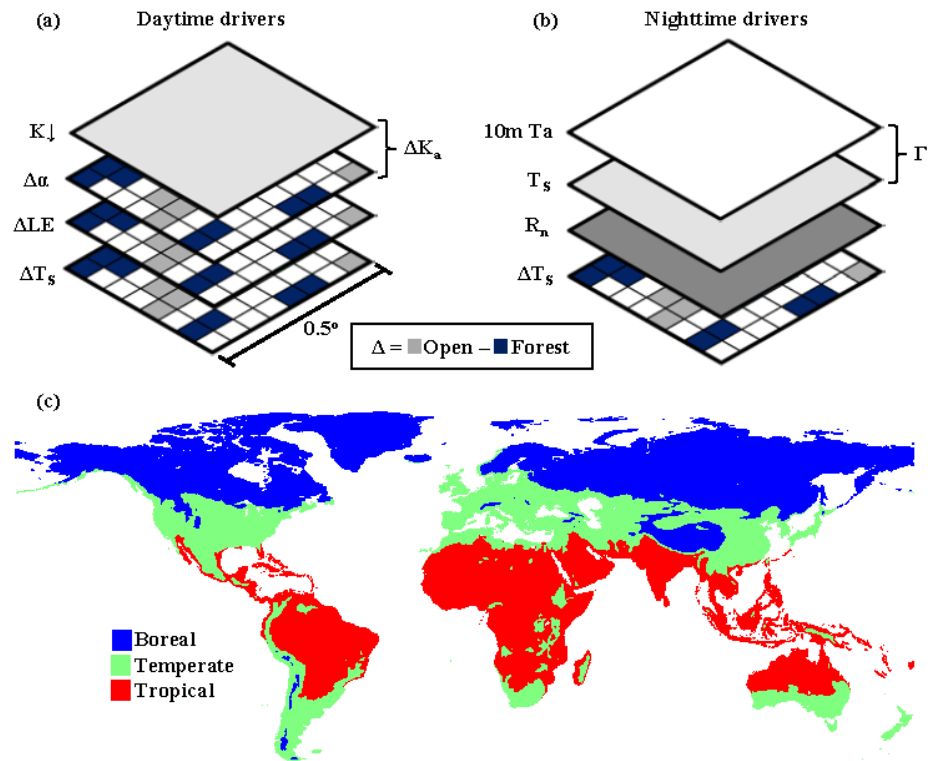 (a) Daytime drivers
(b) Nighttime drivers
K↓
Δα
ΔLE
ΔTs
ΔKa
0.5°
10m Ta
Ts
Rn
ΔTs
Γ
Δ = Open – Forest
(c)
Boreal
Temperate
Tropical